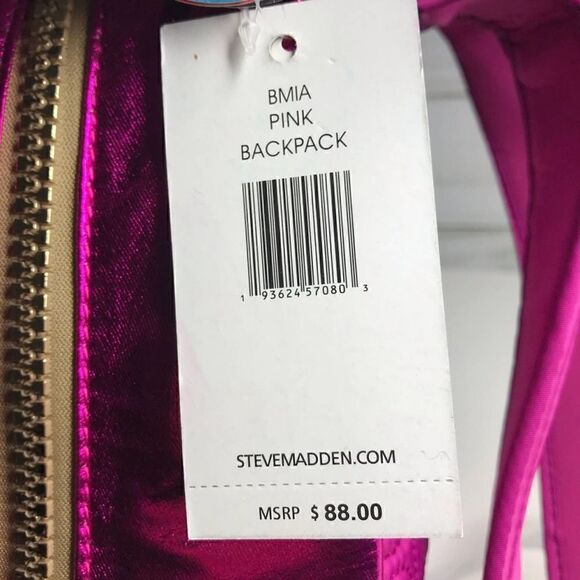 BMIA
PINK
BACKPACK
1 93624 57080 3
STEVEMADDEN.COM
MSRP $ 88.00